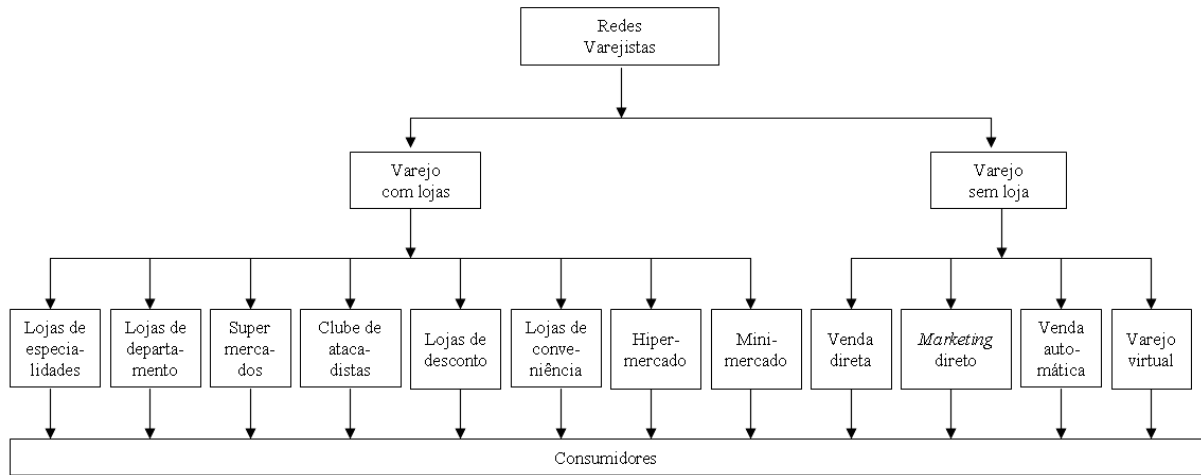 Redes
Varejistas
Varejo
com lojas
Varejo
sem loja
Lojas de
especia-
lidades
Lojas de
departa-
mento
Super
merca-
dos
Clube de
ataca-
distas
Lojas de
desconto
Lojas de
conve-
niência
Hiper-
mercado
Mini-
mercado
Venda
direta
Marketing
direto
Venda
auto-
mática
Varejo
virtual
Consumidores